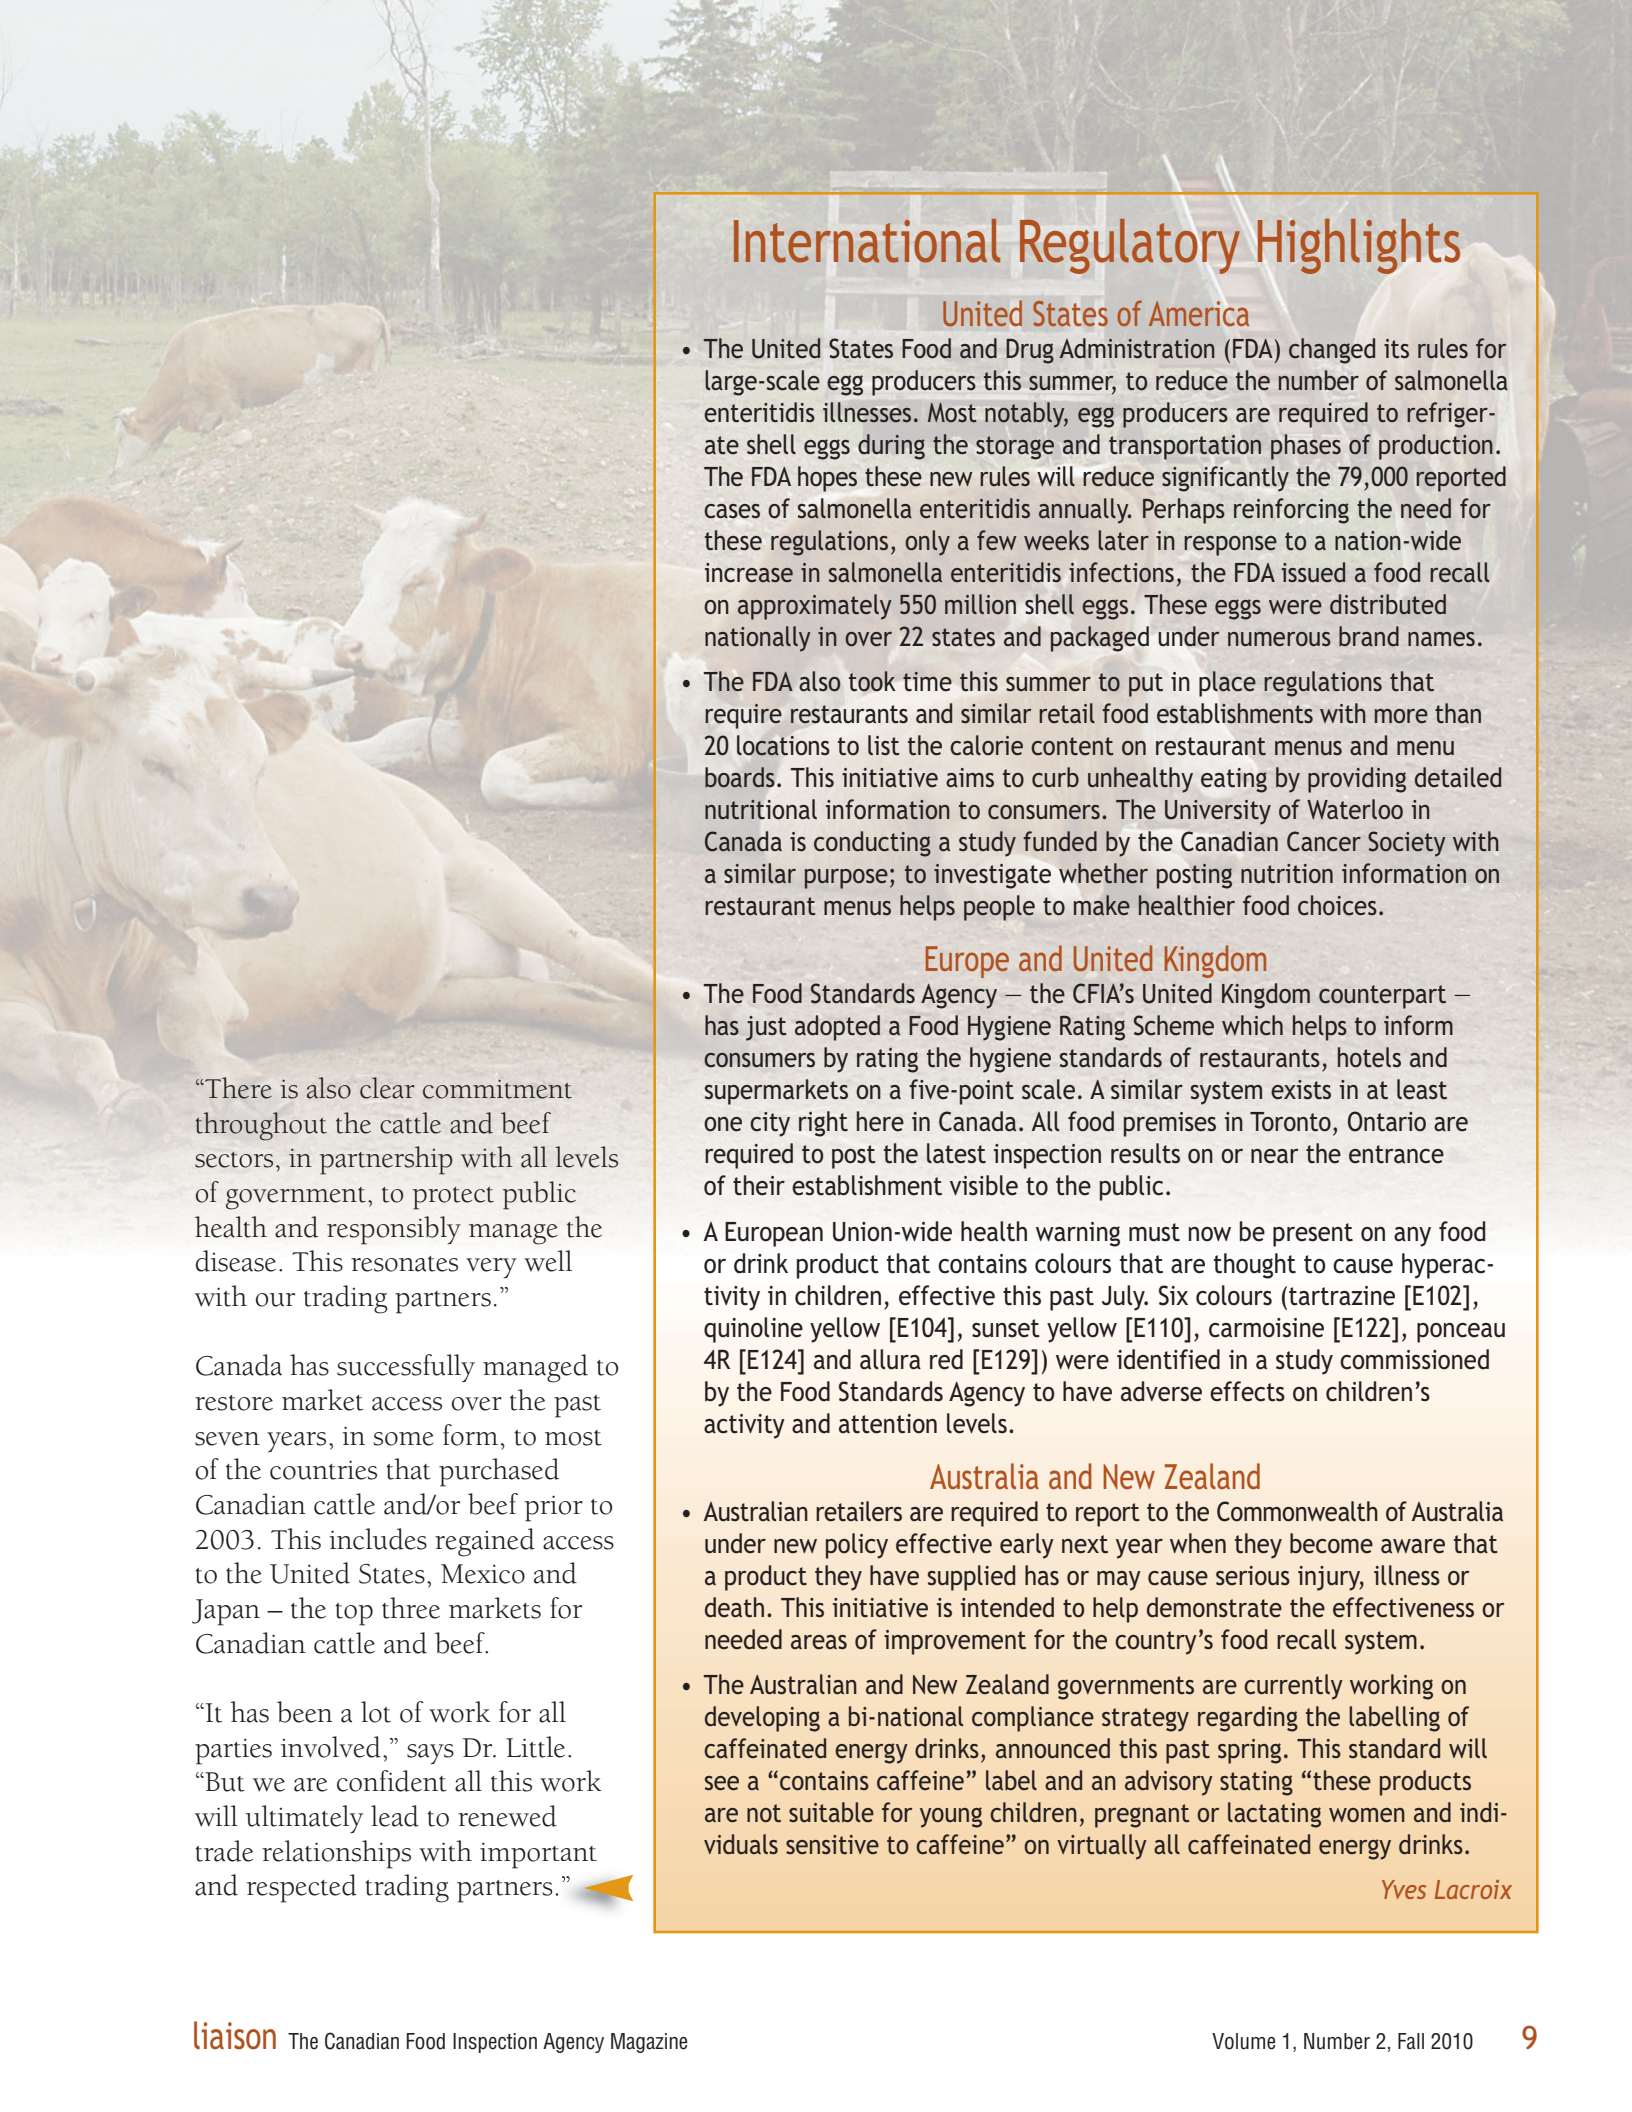 “There is also clear commitment
throughout the cattle and beef
sectors, in partnership with all levels
of government, to protect public
health and responsibly manage the
disease. This resonates very well
with our trading partners.”
Canada has successfully managed to
restore market access over the past
seven years, in some form, to most
of the countries that purchased
Canadian cattle and/or beef prior to
2003. This includes regained access
to the United States, Mexico and
Japan – the top three markets for
Canadian cattle and beef.
“It has been a lot of work for all
parties involved,” says Dr. Little.
“But we are confident all this work
will ultimately lead to renewed
trade relationships with important
and respected trading partners.”
International Regulatory Highlights
United States of America
• The United States Food and Drug Administration (FDA) changed its rules for
large-scale egg producers this summer, to reduce the number of salmonella
enteritidis illnesses. Most notably, egg producers are required to refriger-
ate shell eggs during the storage and transportation phases of production.
The FDA hopes these new rules will reduce significantly the 79,000 reported
cases of salmonella enteritidis annually. Perhaps reinforcing the need for
these regulations, only a few weeks later in response to a nation-wide
increase in salmonella enteritidis infections, the FDA issued a food recall
on approximately 550 million shell eggs. These eggs were distributed
nationally in over 22 states and packaged under numerous brand names.
• The FDA also took time this summer to put in place regulations that
require restaurants and similar retail food establishments with more than
20 locations to list the calorie content on restaurant menus and menu
boards. This initiative aims to curb unhealthy eating by providing detailed
nutritional information to consumers. The University of Waterloo in
Canada is conducting a study funded by the Canadian Cancer Society with
a similar purpose; to investigate whether posting nutrition information on
restaurant menus helps people to make healthier food choices.
Europe and United Kingdom
• The Food Standards Agency — the CFIA’s United Kingdom counterpart —
has just adopted a Food Hygiene Rating Scheme which helps to inform
consumers by rating the hygiene standards of restaurants, hotels and
supermarkets on a five-point scale. A similar system exists in at least
one city right here in Canada. All food premises in Toronto, Ontario are
required to post the latest inspection results on or near the entrance
of their establishment visible to the public.
• A European Union-wide health warning must now be present on any food
or drink product that contains colours that are thought to cause hyperac-
tivity in children, effective this past July. Six colours (tartrazine [E102],
quinoline yellow [E104], sunset yellow [E110], carmoisine [E122], ponceau
4R [E124] and allura red [E129]) were identified in a study commissioned
by the Food Standards Agency to have adverse effects on children’s
activity and attention levels.
Australia and New Zealand
• Australian retailers are required to report to the Commonwealth of Australia
under new policy effective early next year when they become aware that
a product they have supplied has or may cause serious injury, illness or
death. This initiative is intended to help demonstrate the effectiveness or
needed areas of improvement for the country’s food recall system.
• The Australian and New Zealand governments are currently working on
developing a bi-national compliance strategy regarding the labelling of
caffeinated energy drinks, announced this past spring. This standard will
see a “contains caffeine” label and an advisory stating “these products
are not suitable for young children, pregnant or lactating women and indi-
viduals sensitive to caffeine” on virtually all caffeinated energy drinks.
Yves Lacroix
liaison The Canadian Food Inspection Agency Magazine
Volume 1, Number 2, Fall 2010 9